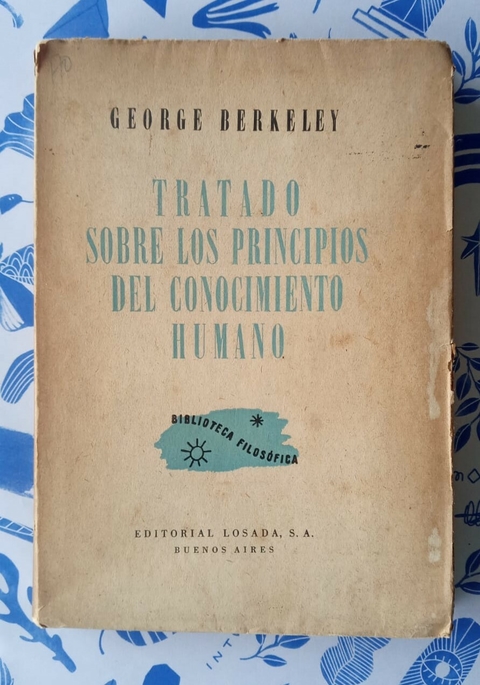 GEORGE BERKELEY
TRATADO
SOBRE LOS PRINCIPIOS
DEL CONOCIMIENTO
HUMANO
BIBLIOTECA FILOSÓFICA
EDITORIAL LOSADA, S.A.
BUENOS AIRES